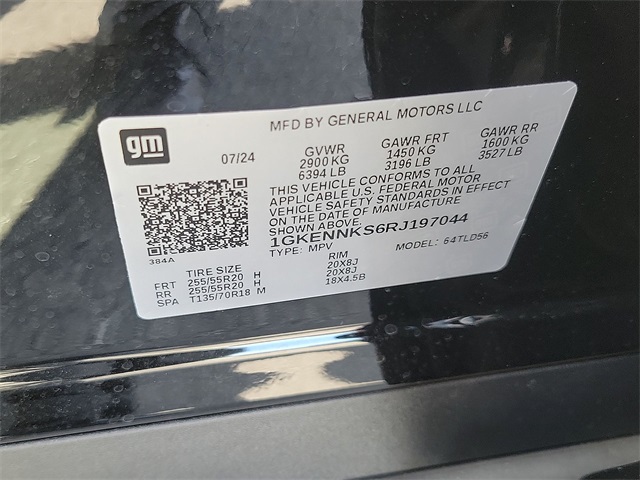 MFD BY GENERAL MOTORS LLC
gm
07/24
GVWR GAWR FRT GAWR RR
2900 KG 1450 KG 1600 KG
6394 LB 3196 LB 3527 LB
THIS VEHICLE CONFORMS TO ALL
APPLICABLE U.S. FEDERAL MOTOR
VEHICLE SAFETY STANDARDS IN EFFECT
ON THE DATE OF MANUFACTURE
SHOWN ABOVE.
1GKENNKS6RJ197044
TYPE: MPV MODEL: 64TLD56
384A
TIRE SIZE RIM
FRT 255/55R20 H 20X8J
RR 255/55R20 H 20X8J
SPA T135/70R18 M 18X4.5B